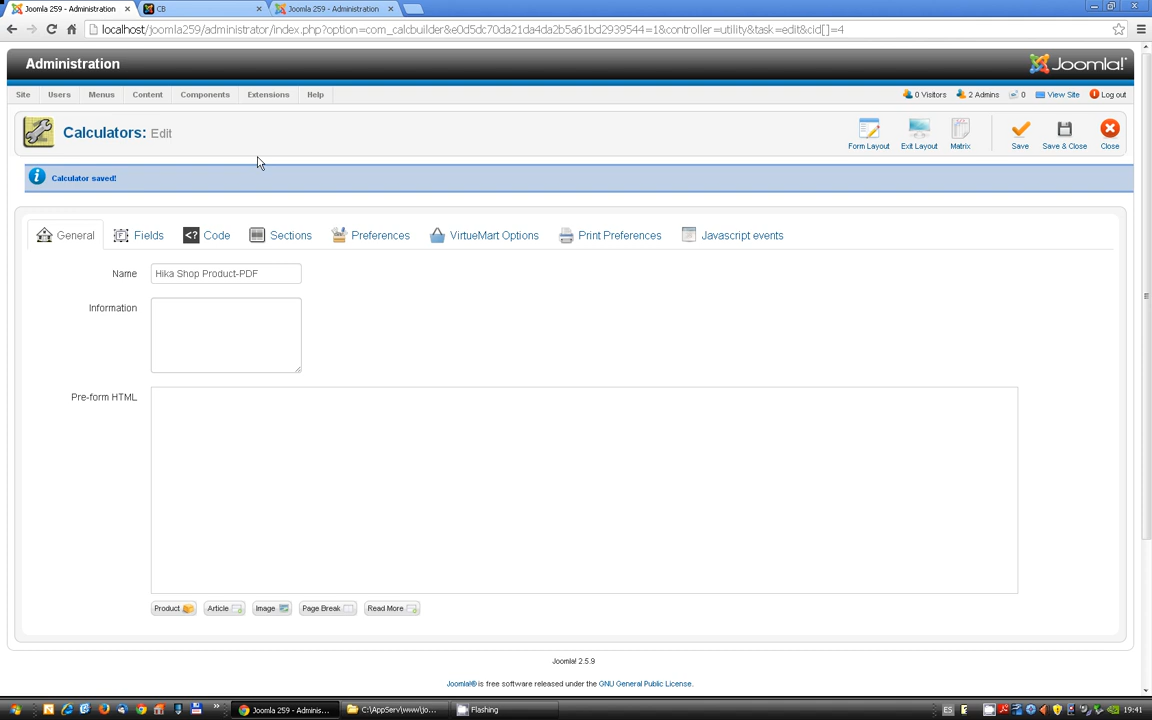 Joomla 259 - Administration
CB
Joomla 259 - Administration
localhost/joomla259/administrator/index.php?option=com_calcbuilder&e0d5dc70da21da4da2b5a61bd2939544=1&controller=utility&task=edit&cid[]=4
Administration
Joomla!
Site Users Menus Content Components Extensions Help
0 Visitors 2 Admins 0 View Site Log out
Calculators: Edit
Form Layout Exit Layout Matrix Save Save & Close Close
Calculator saved!
General Fields Code Sections Preferences VirtueMart Options Print Preferences Javascript events
Name Hika Shop Product-PDF
Information
Pre-form HTML
Product Article Image Page Break Read More
Joomla! 2.5.9
Joomla!® is free software released under the GNU General Public License.
Joomla 259 - Adminis... C:\AppServ\www\jo... Flashing ES 19:41